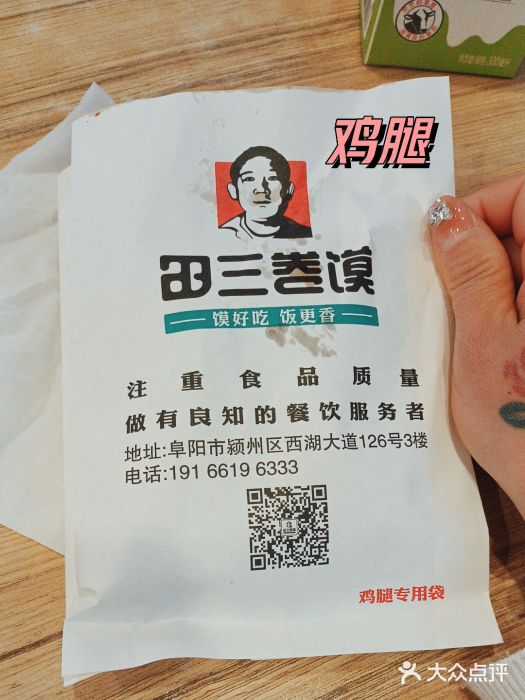 鸡腿
田三卷馍
馍好吃 饭更香
注重食品质量
做有良知的餐饮服务者
地址:阜阳市颍州区西湖大道126号3楼
电话:191 6619 6333
鸡腿专用袋
大众点评